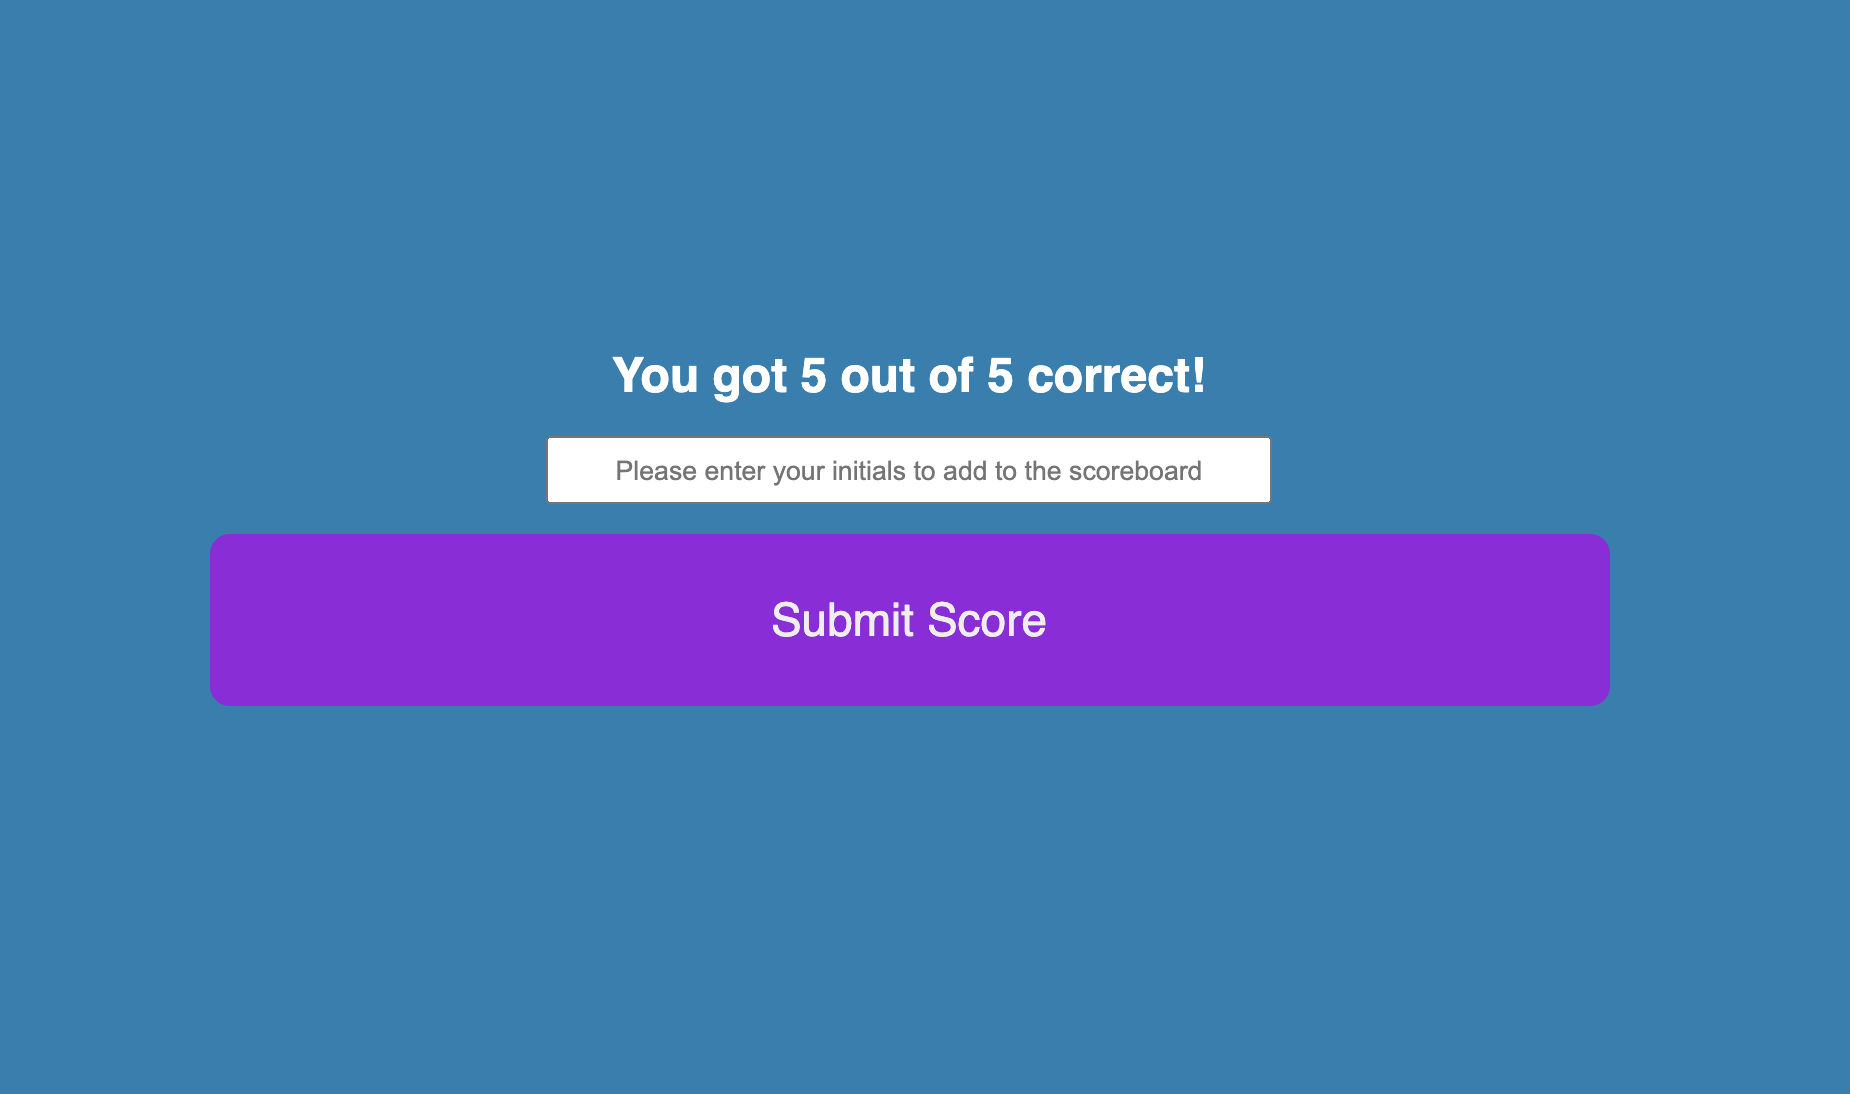 You got 5 out of 5 correct!
Please enter your initials to add to the scoreboard
Submit Score